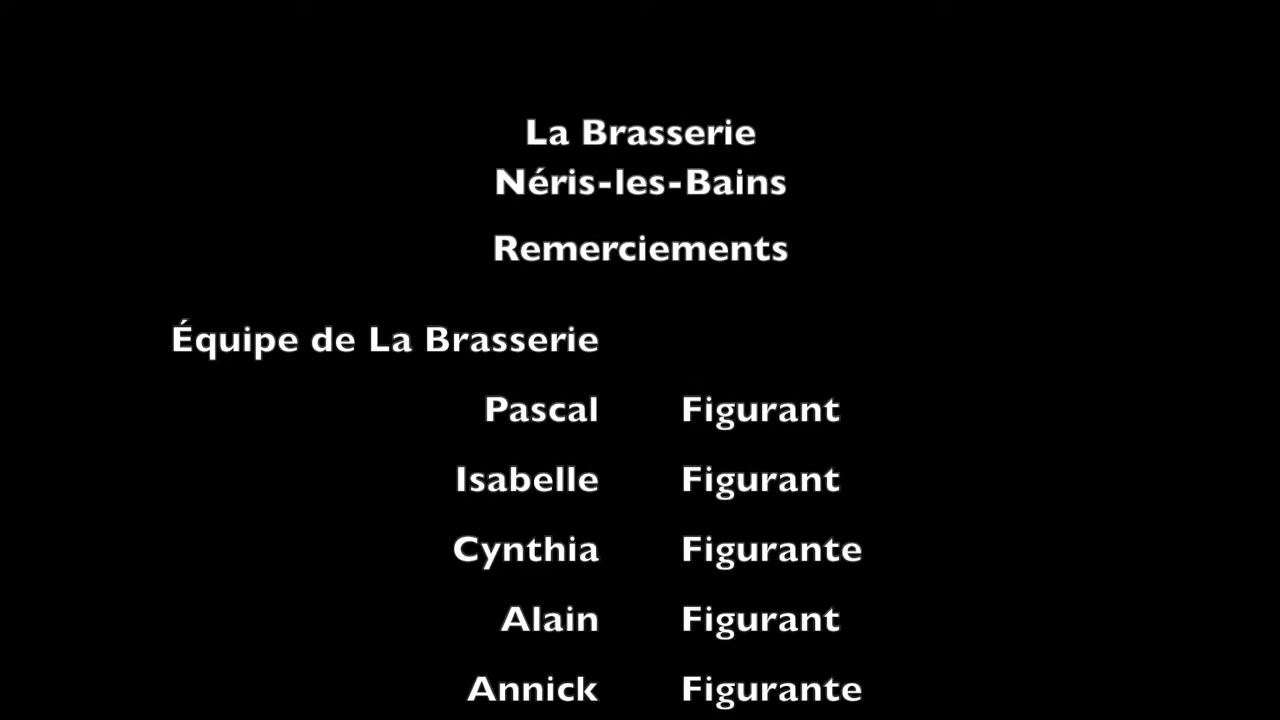 La Brasserie
Néris-les-Bains
Remerciements
Équipe de La Brasserie
Pascal Figurant
Isabelle Figurant
Cynthia Figurante
Alain Figurant
Annick Figurante